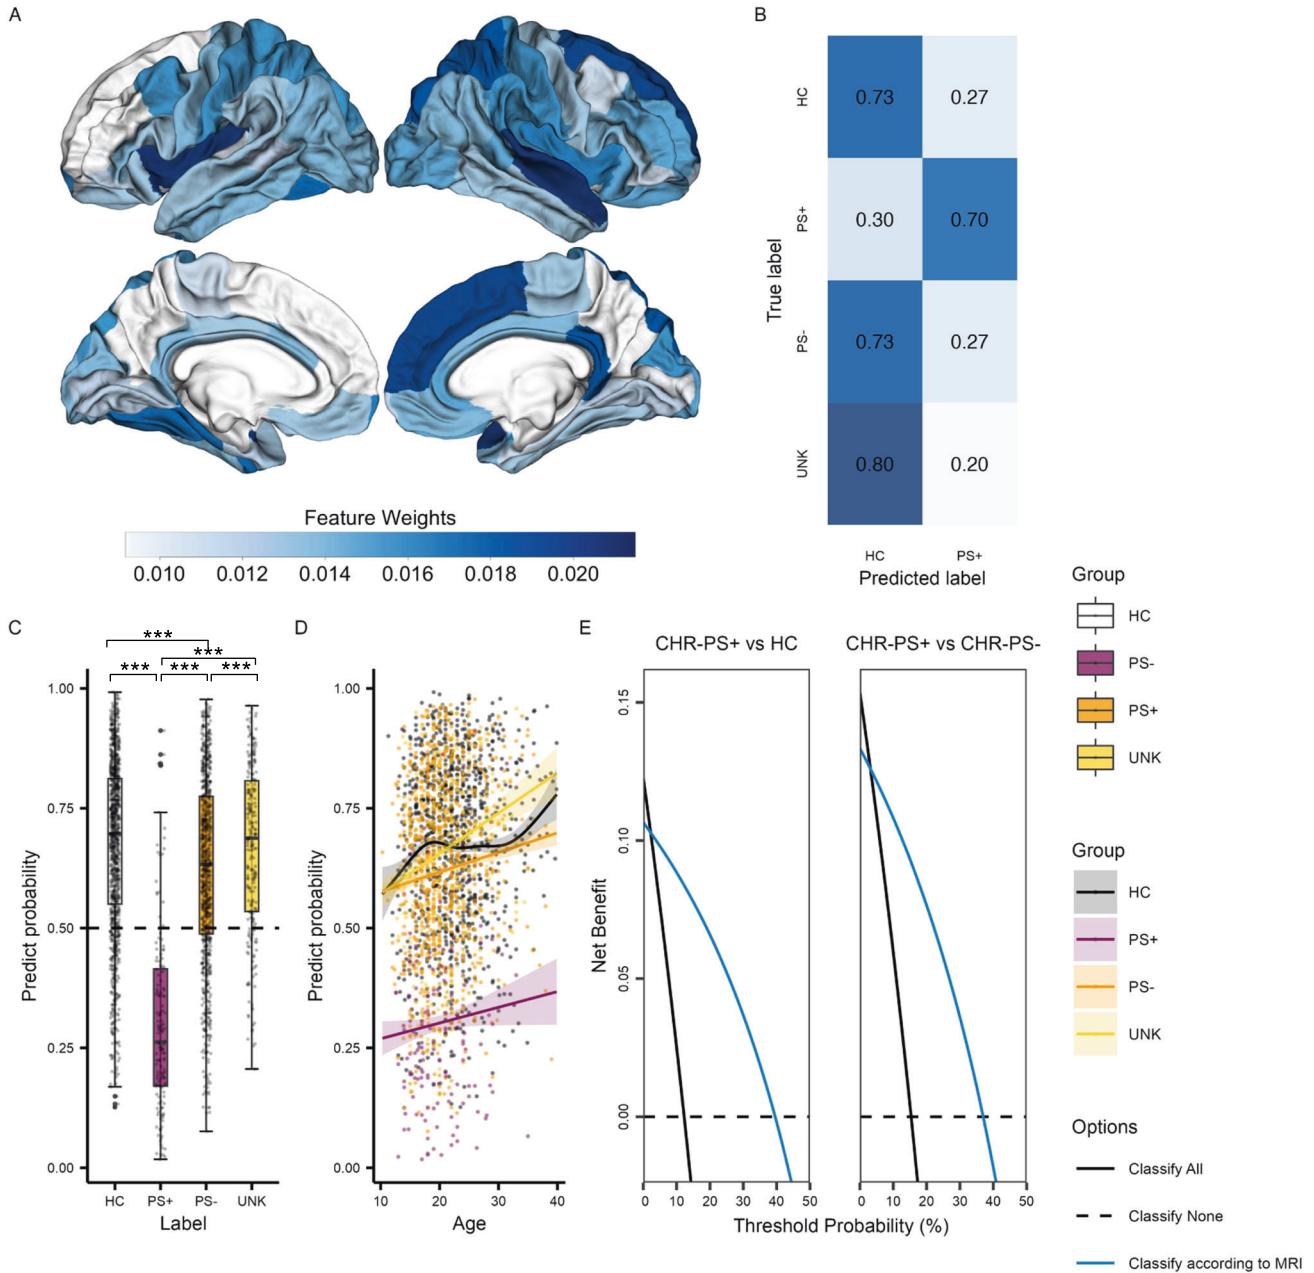 A
Feature Weights
0.010 0.012 0.014 0.016 0.018 0.020
B
True label
HC
0.73 0.27
PS+
0.30 0.70
PS-
0.73 0.27
UNK
0.80 0.20
HC PS+
Predicted label
C
***
***
*** *** ***
Predict probability
1.00
0.75
0.50
0.25
0.00
HC PS+ PS- UNK
Label
D
Predict probability
1.00
0.75
0.50
0.25
0.00
10 20 30 40
Age
E
CHR-PS+ vs HC
CHR-PS+ vs CHR-PS-
Net Benefit
0.15
0.10
0.05
0.00
0 10 20 30 40 50
0 10 20 30 40 50
Threshold Probability (%)
Group
HC
PS-
PS+
UNK
Group
HC
PS+
PS-
UNK
Options
Classify All
Classify None
Classify according to MRI